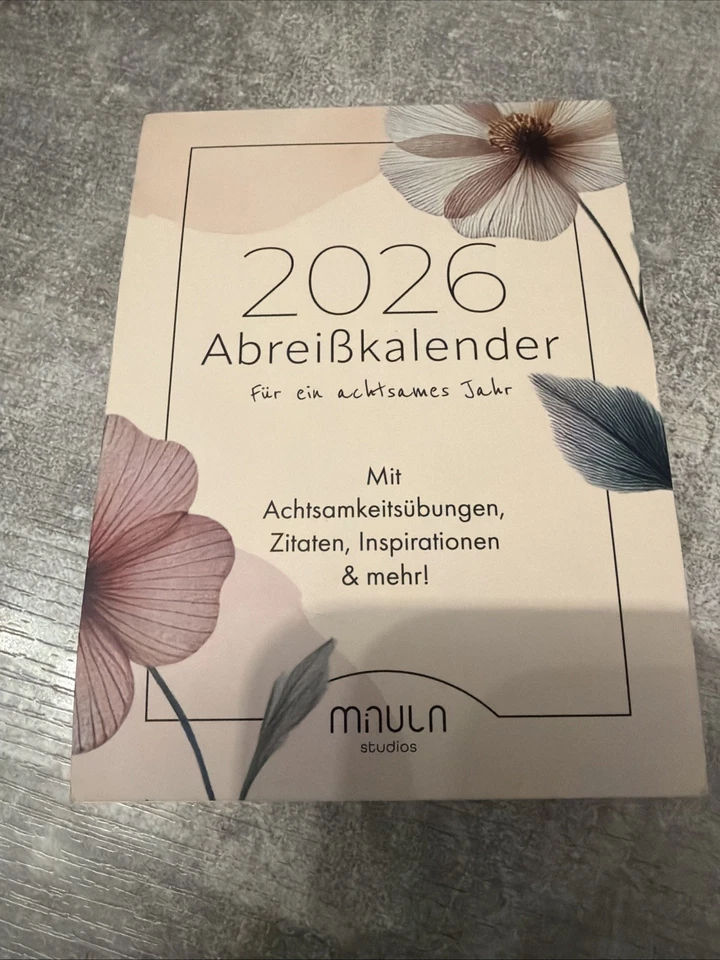 2026
Abreißkalender
Für ein achtsames Jahr
Mit
Achtsamkeitsübungen,
Zitaten, Inspirationen
& mehr!
maula
studios